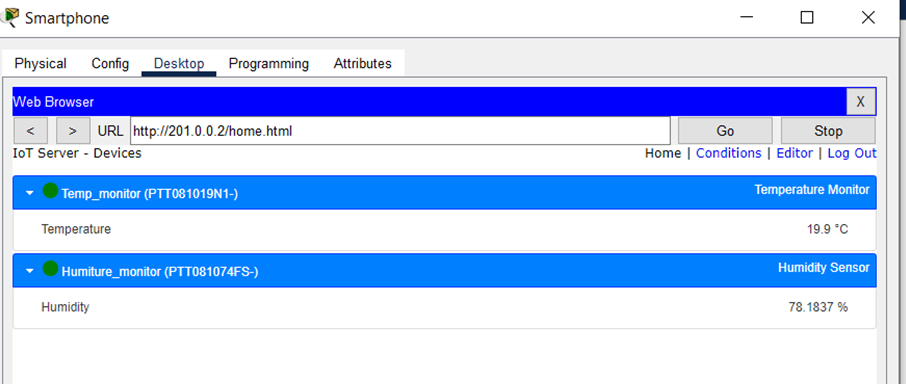 Smartphone
Physical Config Desktop Programming Attributes
Web Browser X
< > URL http://201.0.0.2/home.html Go Stop
IoT Server - Devices Home | Conditions | Editor | Log Out
Temp_monitor (PTT081019N1-) Temperature Monitor
Temperature 19.9 °C
Humiture_monitor (PTT081074FS-) Humidity Sensor
Humidity 78.1837 %